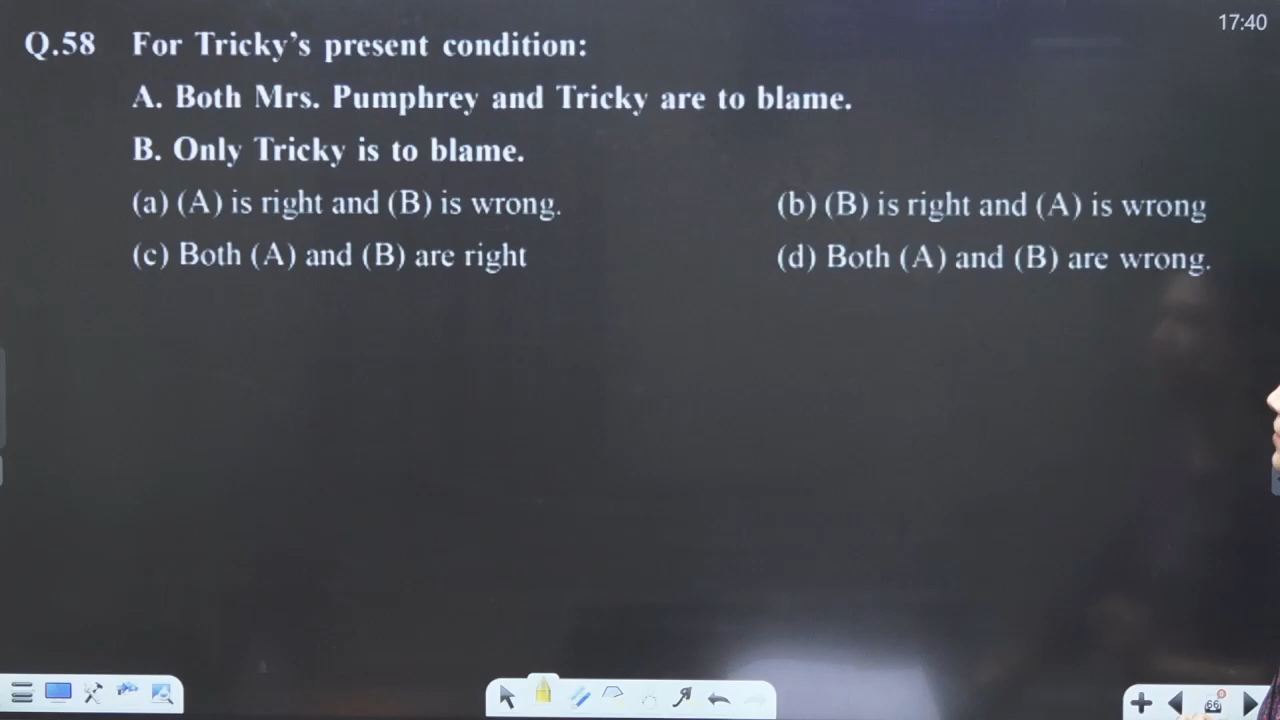 17:40
Q.58 For Tricky's present condition:
A. Both Mrs. Pumphrey and Tricky are to blame.
B. Only Tricky is to blame.
(a) (A) is right and (B) is wrong.
(b) (B) is right and (A) is wrong
(c) Both (A) and (B) are right
(d) Both (A) and (B) are wrong.
66